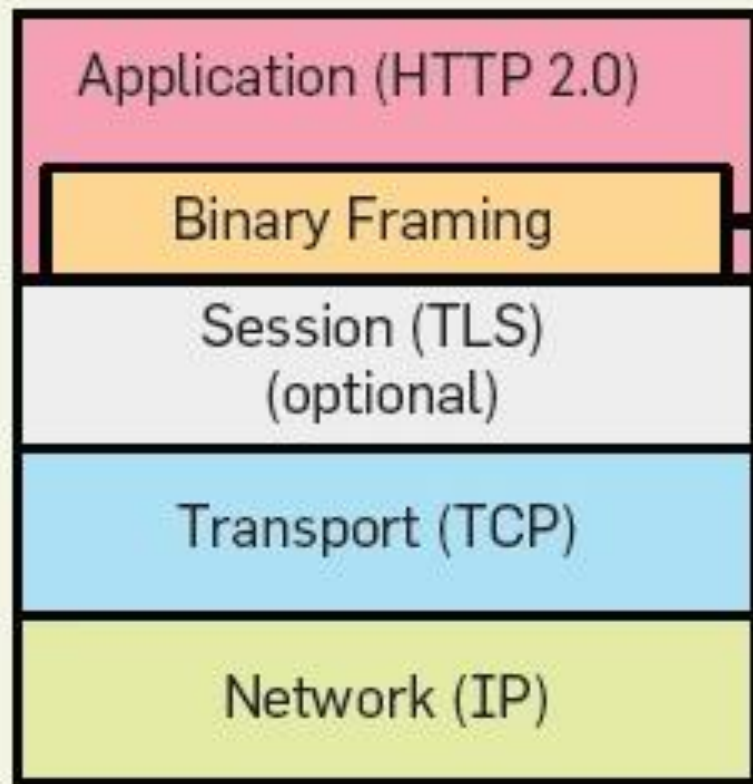 Application (HTTP 2.0)
Binary Framing
Session (TLS)
(optional)
Transport (TCP)
Network (IP)